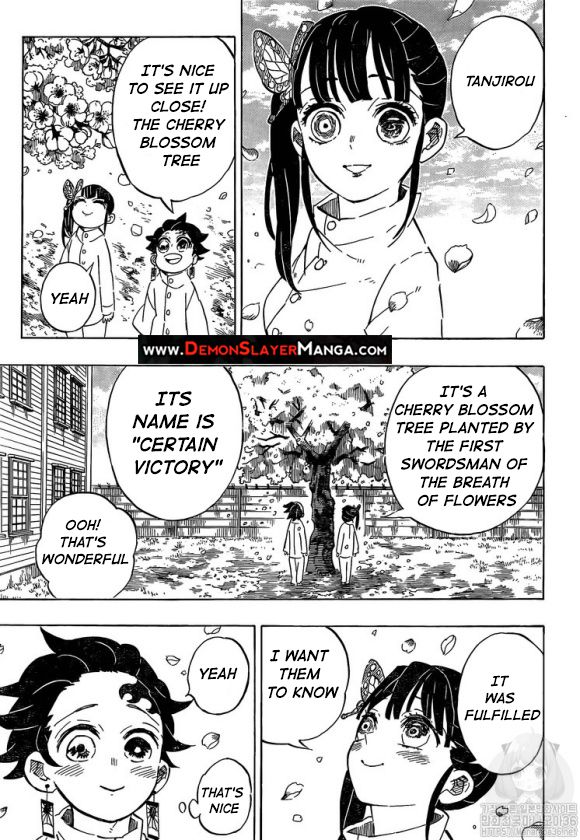 TANJIROU
IT'S NICE
TO SEE IT UP
CLOSE!
THE CHERRY
BLOSSOM
TREE
YEAH
www.DemonSlayerManga.com
IT'S A
CHERRY BLOSSOM
TREE PLANTED BY
THE FIRST
SWORDSMAN OF
THE BREATH
OF FLOWERS
ITS
NAME IS
"CERTAIN
VICTORY"
OOH!
THAT'S
WONDERFUL
IT
WAS
FULFILLED
I WANT
THEM
TO KNOW
YEAH
THAT'S
NICE